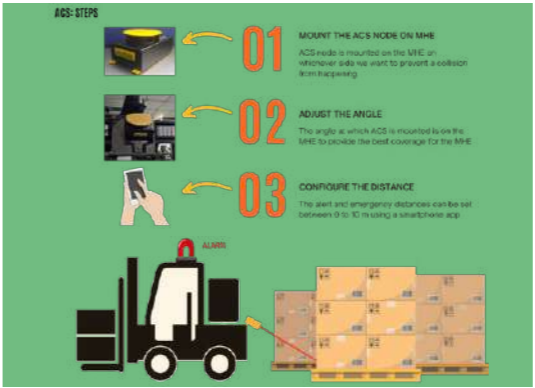 ACS: STEPS
01
MOUNT THE ACS NODE ON MHE
ACS node is mounted on the MHE on
whichever side we want to prevent a collision
from happening.
02
ADJUST THE ANGLE
The angle at which ACS is mounted is on the
MHE to provide the best coverage for the MHE
03
CONFIGURE THE DISTANCE
The alert and emergency distances can be set
between 0 to 10 m using a smartphone app
ALARM